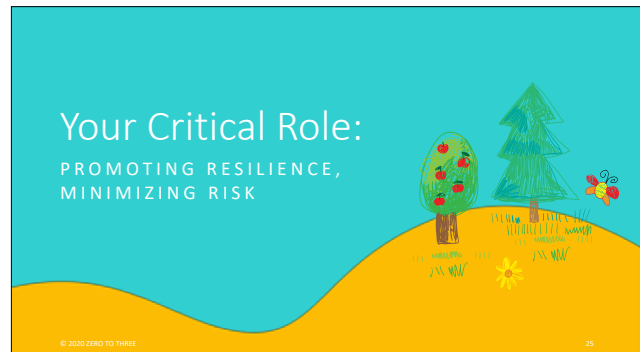 Your Critical Role:
PROMOTING RESILIENCE,
MINIMIZING RISK
© 2020 ZERO TO THREE
25